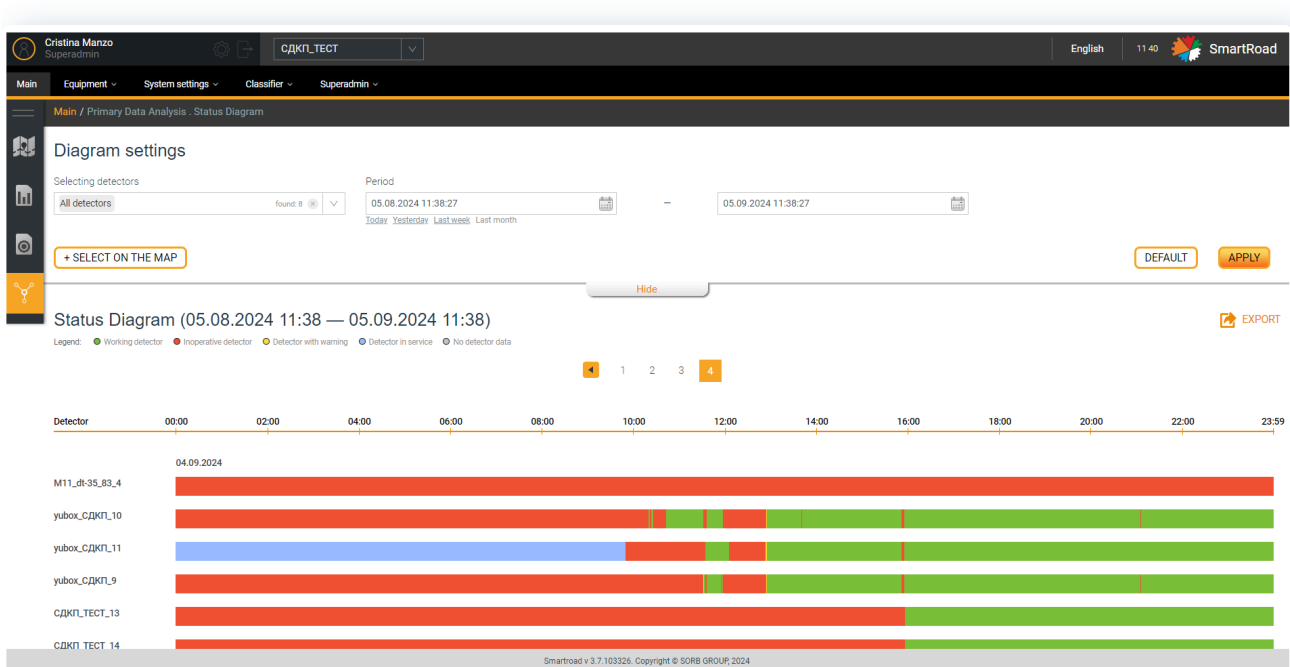 Cristina Manzo
Superadmin
СДКП_ТЕСТ
English
11 40
SmartRoad
Main Equipment System settings Classifier Superadmin
Main / Primary Data Analysis . Status Diagram
Diagram settings
Selecting detectors
Period
All detectors found: 8
05.08.2024 11:38:27 – 05.09.2024 11:38:27
Today Yesterday Last week Last month
+ SELECT ON THE MAP
DEFAULT
APPLY
Hide
Status Diagram (05.08.2024 11:38 — 05.09.2024 11:38)
EXPORT
Legend: Working detector Inoperative detector Detector with warning Detector in service No detector data
1 2 3 4
Detector 00:00 02:00 04:00 06:00 08:00 10:00 12:00 14:00 16:00 18:00 20:00 22:00 23:59
04.09.2024
M11_dt-35_83_4
yubox_СДКП_10
yubox_СДКП_11
yubox_СДКП_9
СДКП_ТЕСТ_13
СДКП_ТЕСТ_14
Smartroad v 3.7.103326. Copyright © SORB GROUP, 2024